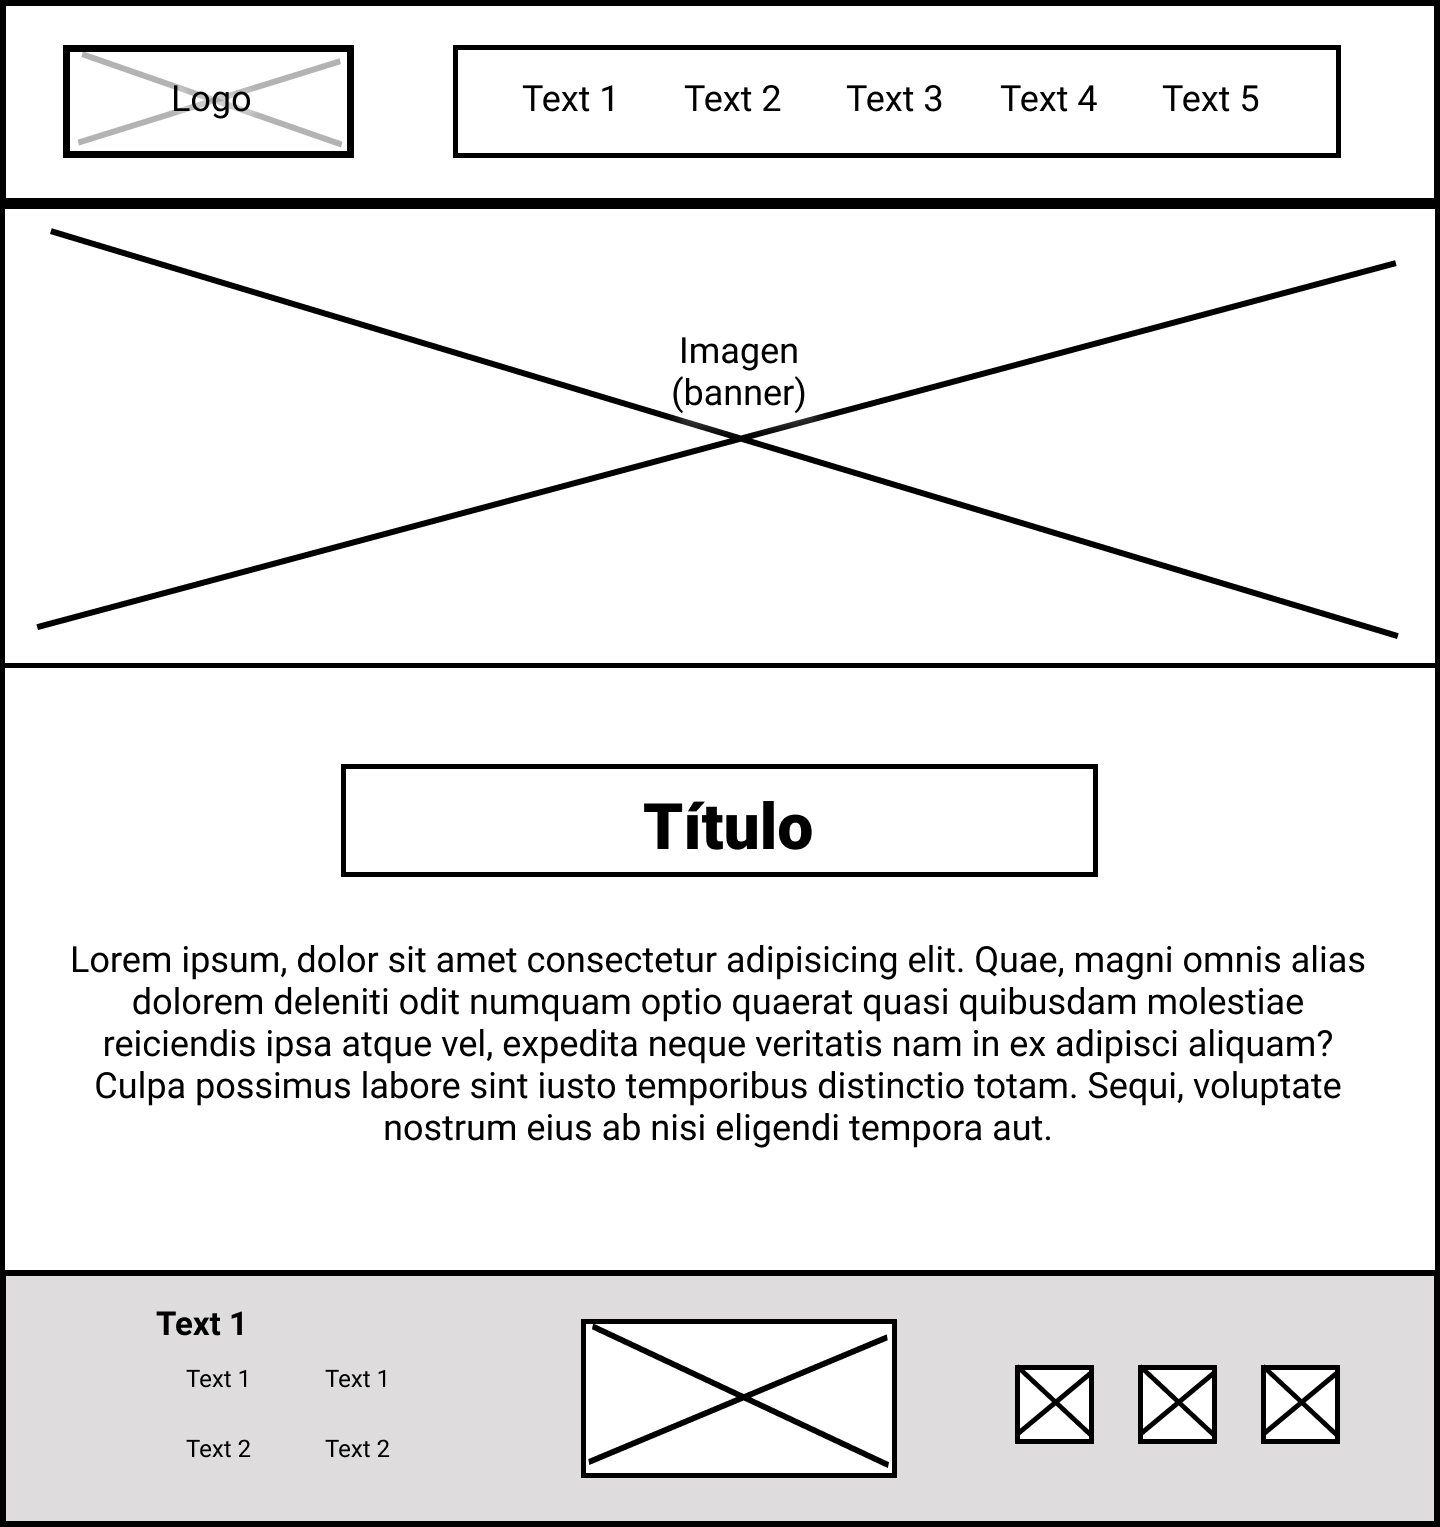 Logo
Text 1 Text 2 Text 3 Text 4 Text 5
Imagen
(banner)
Título
Lorem ipsum, dolor sit amet consectetur adipisicing elit. Quae, magni omnis alias
dolorem deleniti odit numquam optio quaerat quasi quibusdam molestiae
reiciendis ipsa atque vel, expedita neque veritatis nam in ex adipisci aliquam?
Culpa possimus labore sint iusto temporibus distinctio totam. Sequi, voluptate
nostrum eius ab nisi eligendi tempora aut.
Text 1
Text 1 Text 1
Text 2 Text 2